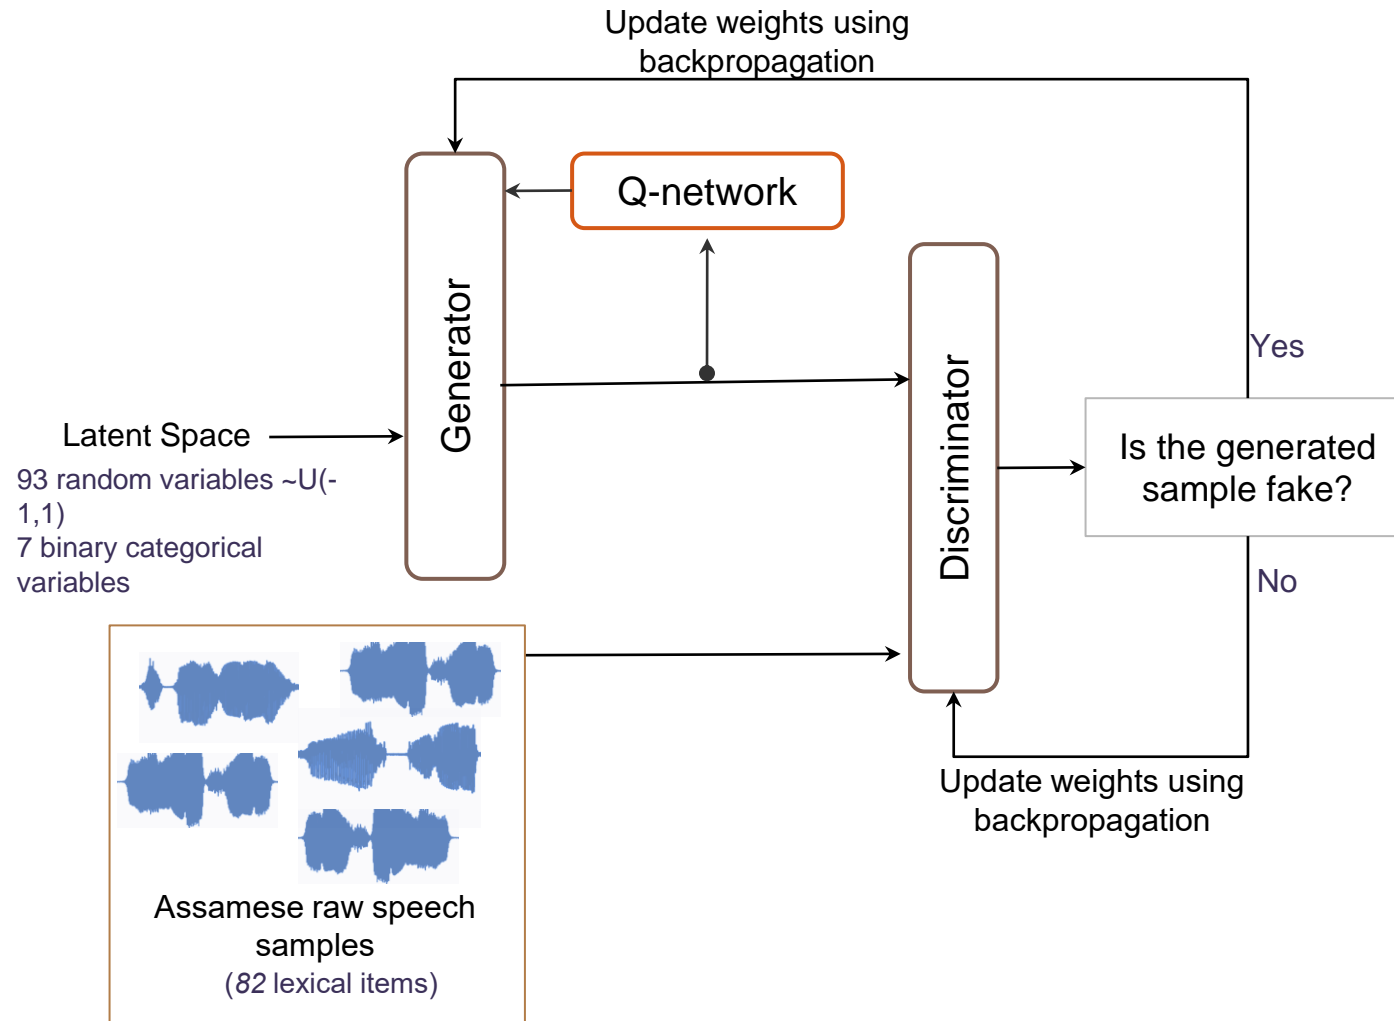 Update weights using
backpropagation
Q-network
Generator
Discriminator
Yes
Latent Space
93 random variables ~U(-
1,1)
7 binary categorical
variables
Is the generated
sample fake?
No
Update weights using
backpropagation
Assamese raw speech
samples
(82 lexical items)